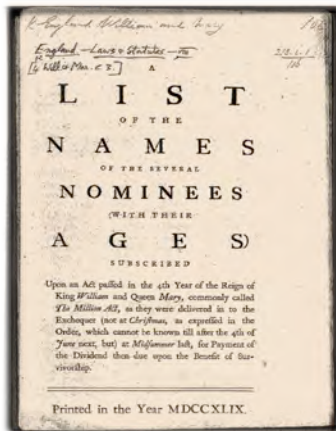 K England William and Mary
England — Laws & Statutes — 
[4 Will & Mar. c 3.]
A
LIST
OF THE
NAMES
OF THE SEVERAL
NOMINEES
(WITH THEIR
AGES)
SUBSCRIBED
Upon an Act passed in the 4th Year of the Reign of
King William and Queen Mary, commonly called
The Million Act, as they were delivered in to the
Exchequer (not at Christmas, as expressed in the
Order, which cannot be known till after the 4th of
June next, but) at Midsummer last, for Payment of
the Dividend then due upon the Benefit of Sur-
vivorship.
Printed in the Year MDCCXLIX.